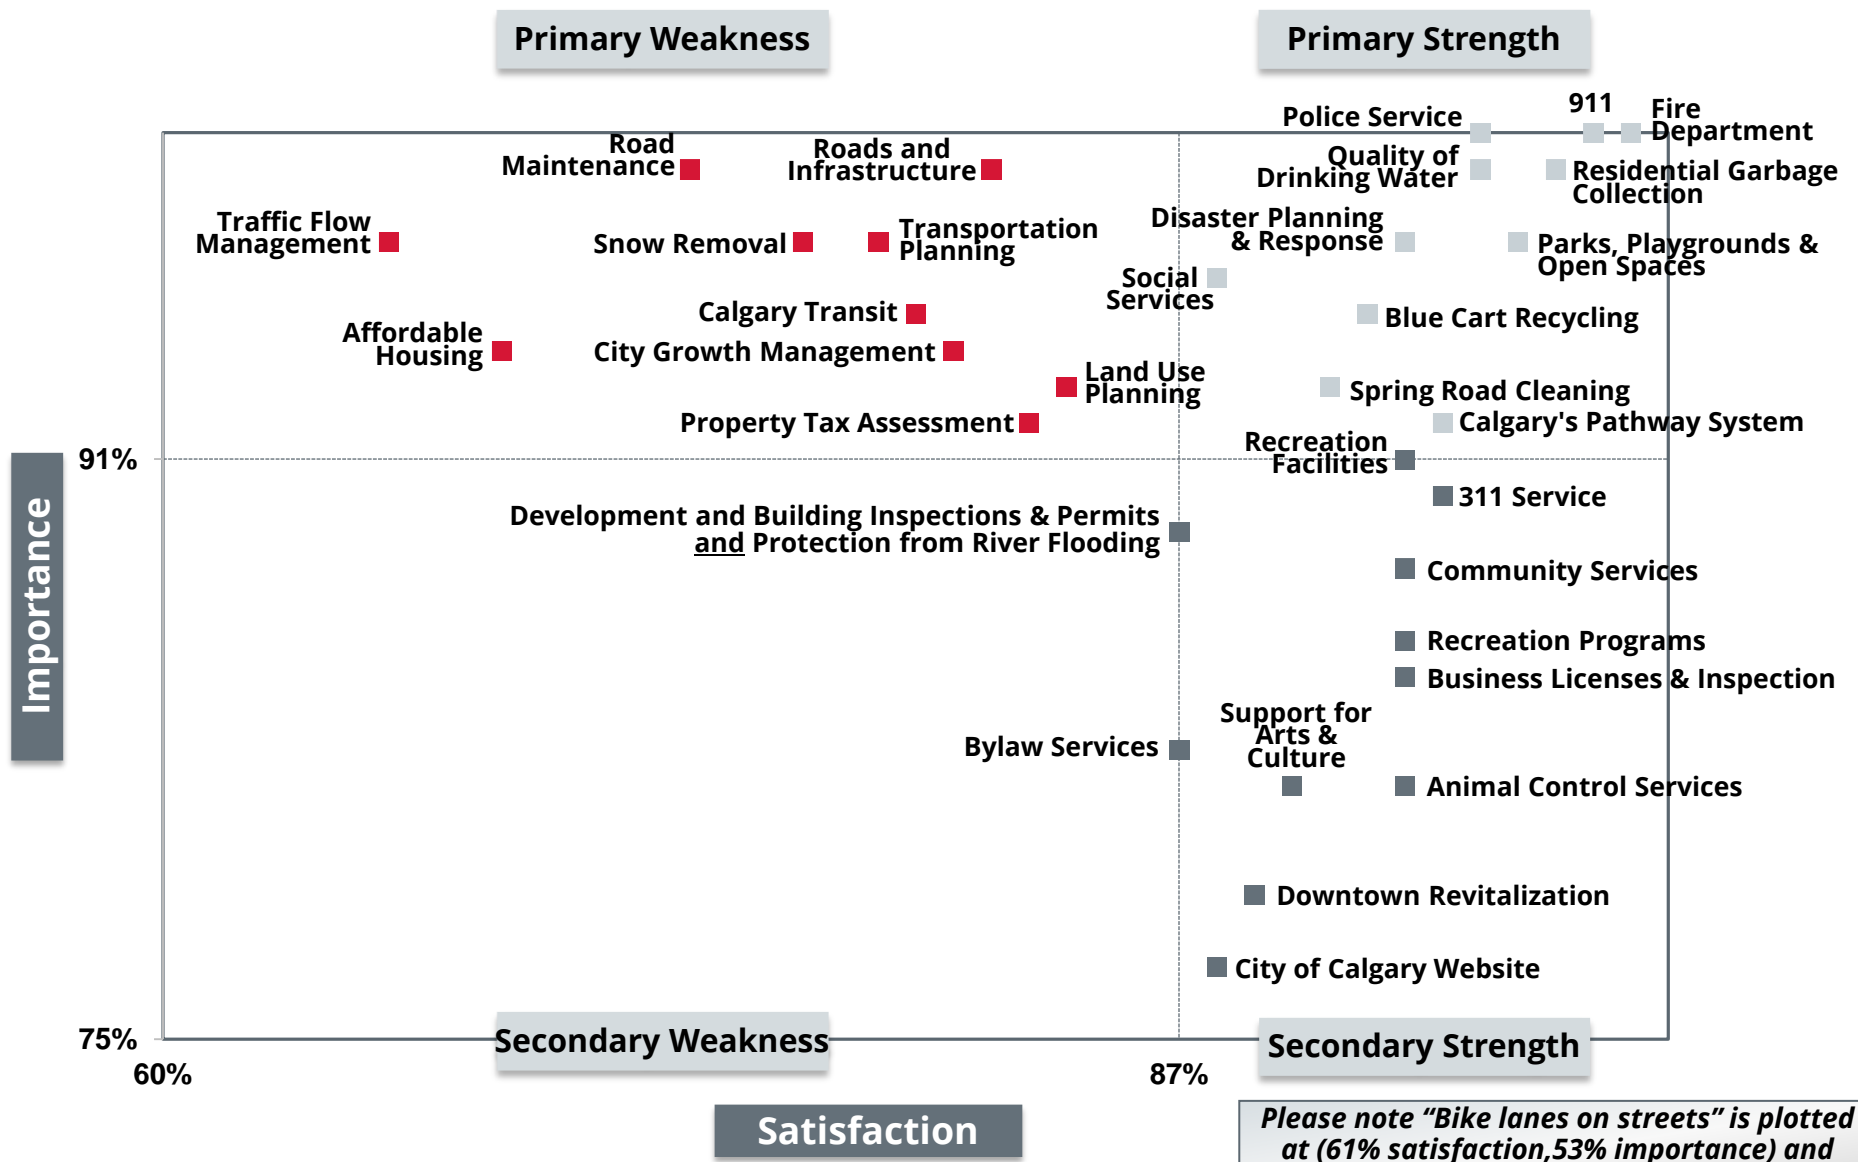 Primary Weakness
Primary Strength
911
Fire
Department
Police Service
Road
Maintenance
Roads and
Infrastructure
Quality of
Drinking Water
Residential Garbage
Collection
Traffic Flow
Management
Snow Removal
Transportation
Planning
Disaster Planning
& Response
Parks, Playgrounds &
Open Spaces
Social
Services
Calgary Transit
Blue Cart Recycling
Affordable
Housing
City Growth Management
Land Use
Planning
Spring Road Cleaning
Property Tax Assessment
Calgary's Pathway System
Recreation
Facilities
91%
311 Service
Development and Building Inspections & Permits
and Protection from River Flooding
Community Services
Importance
Recreation Programs
Business Licenses & Inspection
Support for
Arts &
Culture
Bylaw Services
Animal Control Services
Downtown Revitalization
City of Calgary Website
75%
Secondary Weakness
Secondary Strength
60%
87%
Satisfaction
Please note “Bike lanes on streets” is plotted
at (61% satisfaction,53% importance) and